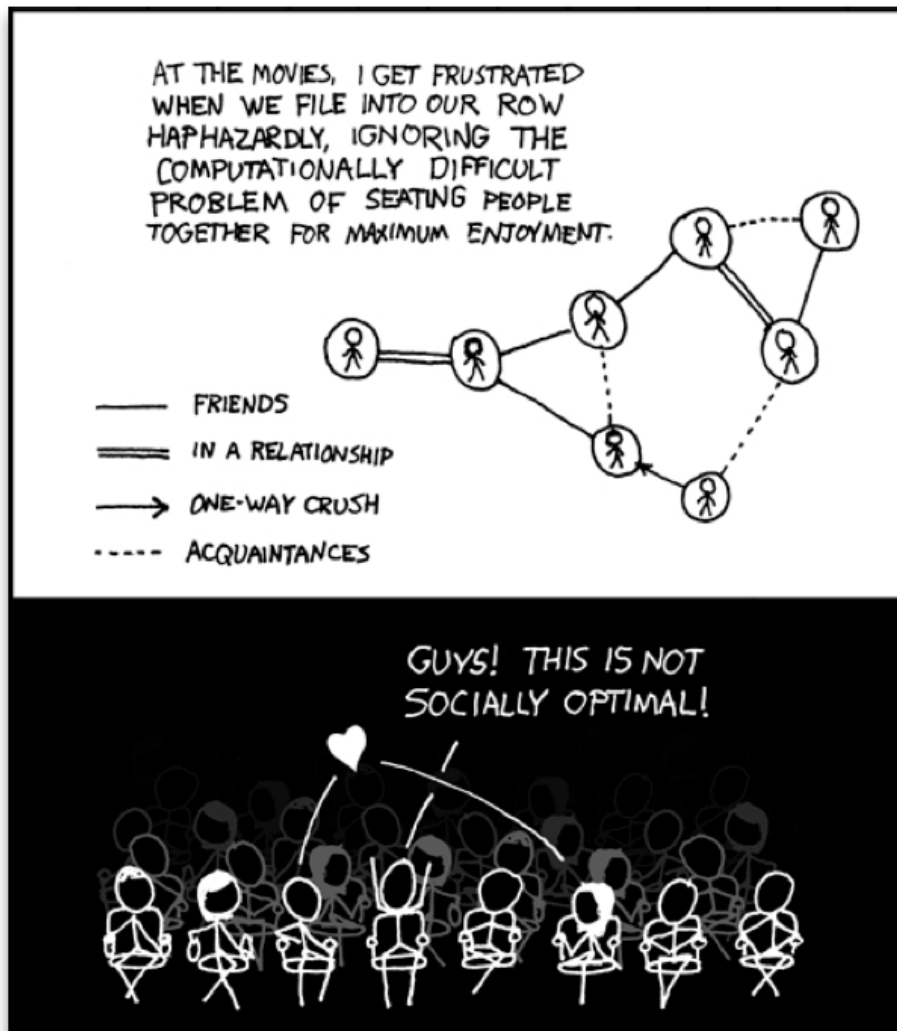 AT THE MOVIES, I GET FRUSTRATED
WHEN WE FILE INTO OUR ROW
HAPHAZARDLY, IGNORING THE
COMPUTATIONALLY DIFFICULT
PROBLEM OF SEATING PEOPLE
TOGETHER FOR MAXIMUM ENJOYMENT.
FRIENDS
IN A RELATIONSHIP
ONE-WAY CRUSH
ACQUAINTANCES
GUYS! THIS IS NOT
SOCIALLY OPTIMAL!